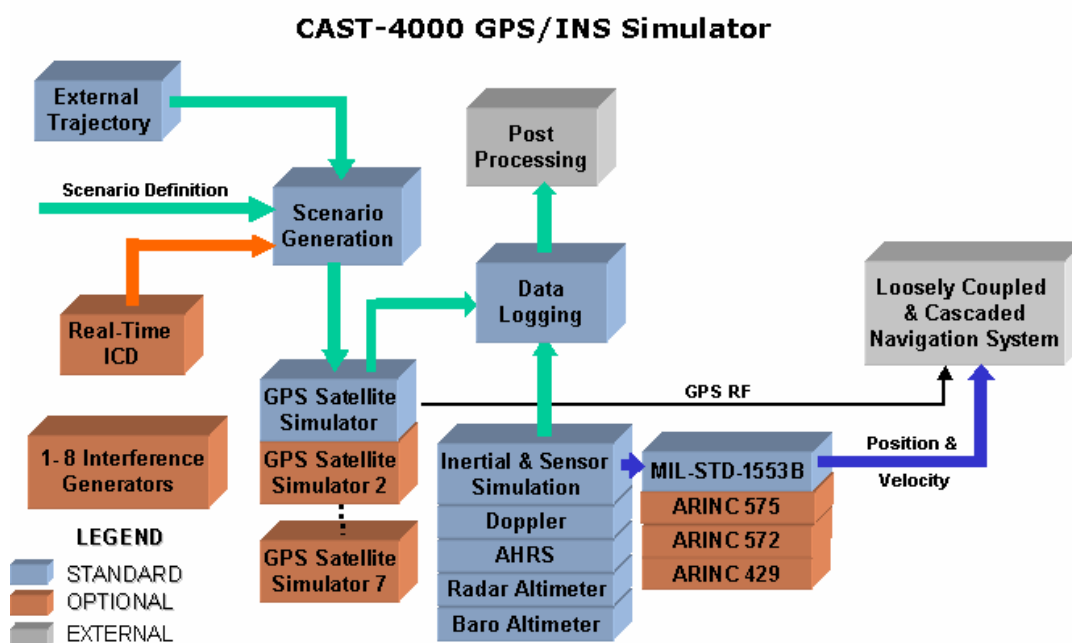 CAST-4000 GPS/INS Simulator
External
Trajectory
Post
Processing
Scenario Definition
Scenario
Generation
Real-Time
ICD
Data
Logging
Loosely Coupled
& Cascaded
Navigation System
GPS Satellite
Simulator
GPS RF
GPS Satellite
Simulator 2
GPS Satellite
Simulator 7
1- 8 Interference
Generators
Inertial & Sensor
Simulation
Doppler
AHRS
Radar Altimeter
Baro Altimeter
MIL-STD-1553B
ARINC 575
ARINC 572
ARINC 429
Position &
Velocity
LEGEND
STANDARD
OPTIONAL
EXTERNAL